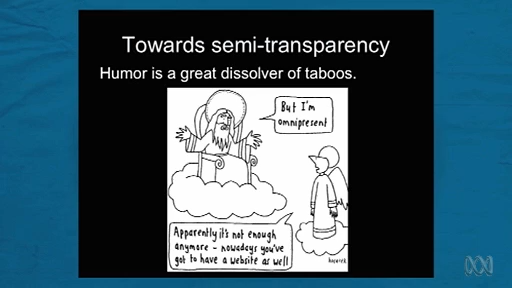 Towards semi-transparency
Humor is a great dissolver of taboos.
But I'm
omnipresent
Apparently it's not enough
anymore - nowadays you've
got to have a website as well